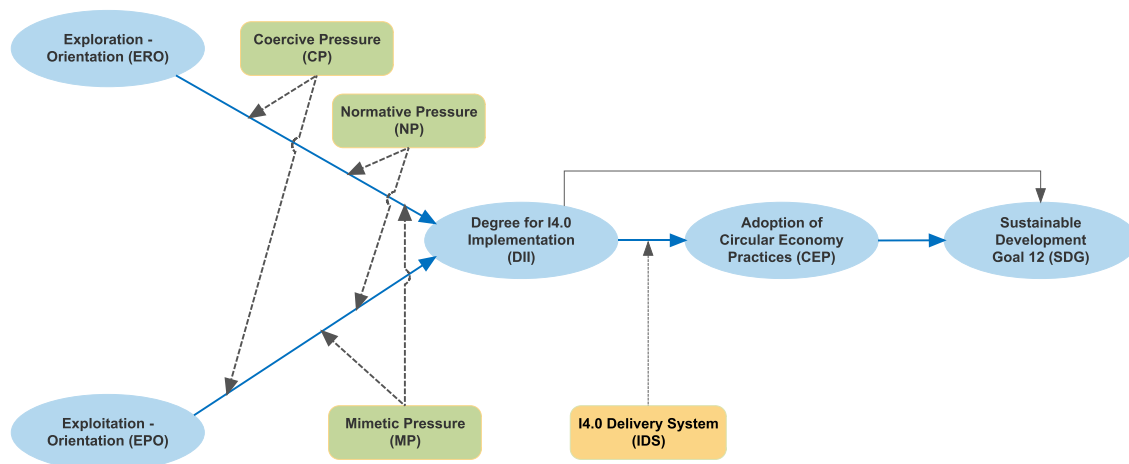 Exploration -
Orientation (ERO)
Coercive Pressure
(CP)
Normative Pressure
(NP)
Degree for I4.0
Implementation
(DII)
Adoption of
Circular Economy
Practices (CEP)
Sustainable
Development
Goal 12 (SDG)
Exploitation -
Orientation (EPO)
Mimetic Pressure
(MP)
I4.0 Delivery System
(IDS)